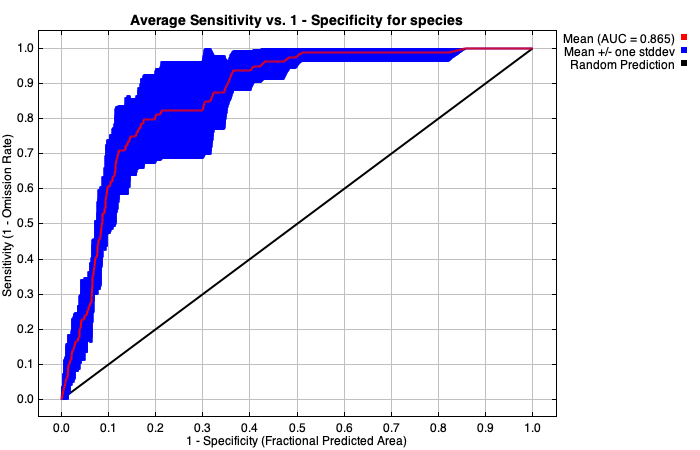 Average Sensitivity vs. 1 - Specificity for species
Mean (AUC = 0.865)
Mean +/- one stddev
Random Prediction
Sensitivity (1 - Omission Rate)
1.0
0.9
0.8
0.7
0.6
0.5
0.4
0.3
0.2
0.1
0.0
0.0 0.1 0.2 0.3 0.4 0.5 0.6 0.7 0.8 0.9 1.0
1 - Specificity (Fractional Predicted Area)